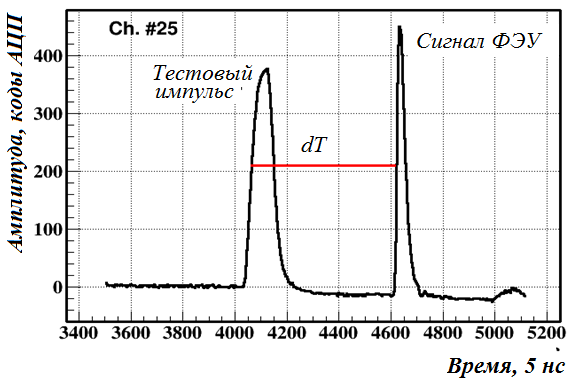 Ch. #25
Сигнал ФЭУ
Тестовый
импульс
dT
Амплитуда, коды АЦП
400
300
200
100
0
3400 3600 3800 4000 4200 4400 4600 4800 5000 5200
Время, 5 нс